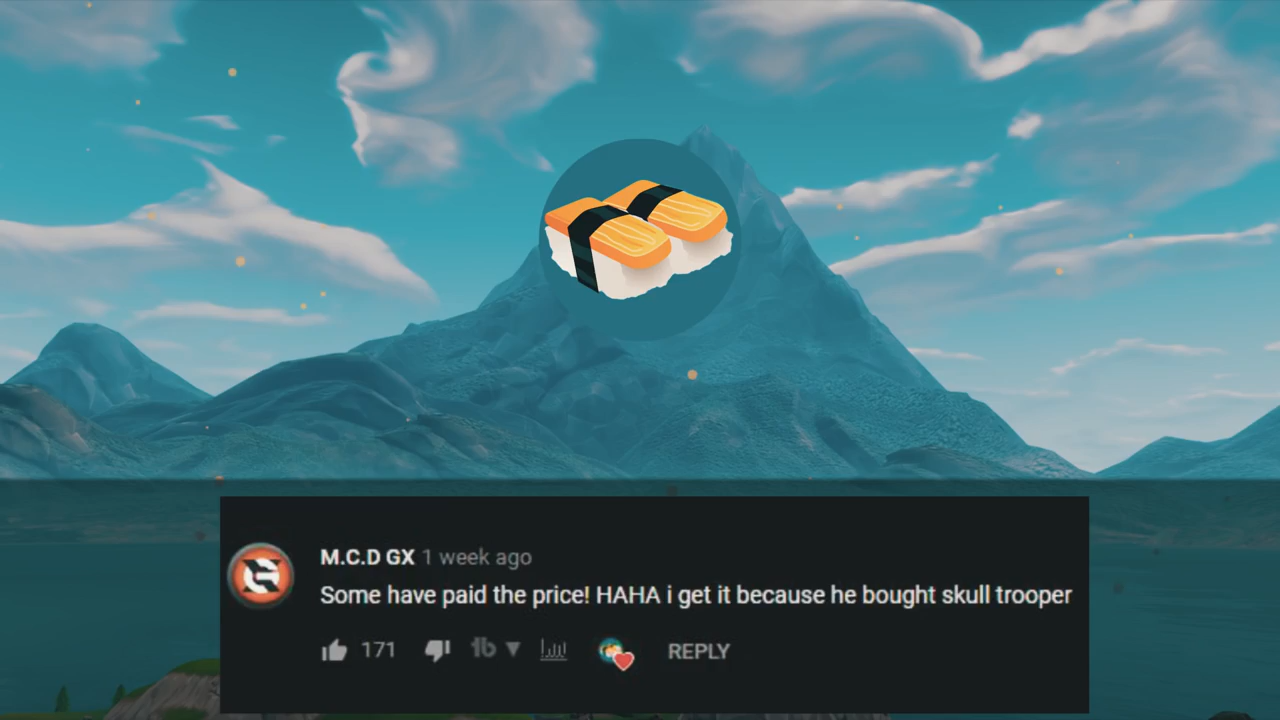 M.C.D GX 1 week ago
Some have paid the price! HAHA i get it because he bought skull trooper
171 REPLY